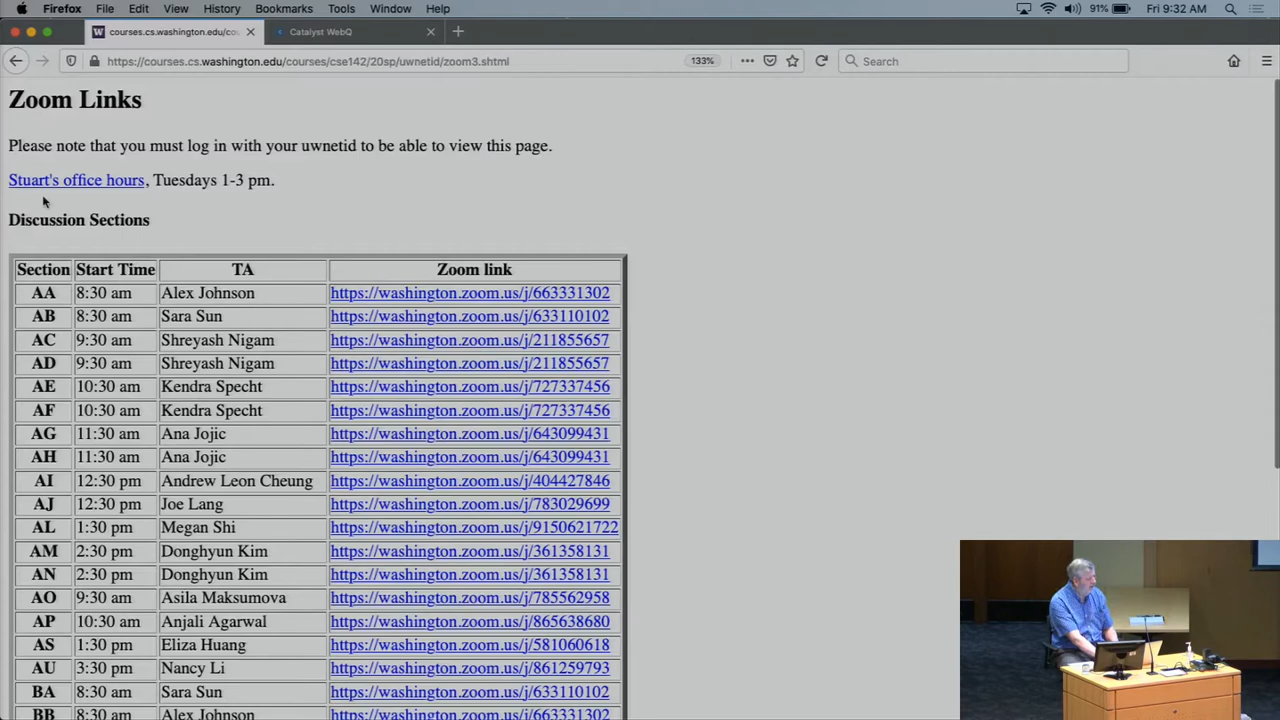 Firefox File Edit View History Bookmarks Tools Window Help 91% Fri 9:32 AM
courses.cs.washington.edu/cou Catalyst WebQ
https://courses.cs.washington.edu/courses/cse142/20sp/uwnetid/zoom3.shtml 133% Search
Zoom Links
Please note that you must log in with your uwnetid to be able to view this page.
Stuart's office hours, Tuesdays 1-3 pm.
Discussion Sections
Section Start Time TA Zoom link
AA 8:30 am Alex Johnson https://washington.zoom.us/j/663331302
AB 8:30 am Sara Sun https://washington.zoom.us/j/633110102
AC 9:30 am Shreyash Nigam https://washington.zoom.us/j/211855657
AD 9:30 am Shreyash Nigam https://washington.zoom.us/j/211855657
AE 10:30 am Kendra Specht https://washington.zoom.us/j/727337456
AF 10:30 am Kendra Specht https://washington.zoom.us/j/727337456
AG 11:30 am Ana Jojic https://washington.zoom.us/j/643099431
AH 11:30 am Ana Jojic https://washington.zoom.us/j/643099431
AI 12:30 pm Andrew Leon Cheung https://washington.zoom.us/j/404427846
AJ 12:30 pm Joe Lang https://washington.zoom.us/j/783029699
AL 1:30 pm Megan Shi https://washington.zoom.us/j/9150621722
AM 2:30 pm Donghyun Kim https://washington.zoom.us/j/361358131
AN 2:30 pm Donghyun Kim https://washington.zoom.us/j/361358131
AO 9:30 am Asila Maksumova https://washington.zoom.us/j/785562958
AP 10:30 am Anjali Agarwal https://washington.zoom.us/j/865638680
AS 1:30 pm Eliza Huang https://washington.zoom.us/j/581060618
AU 3:30 pm Nancy Li https://washington.zoom.us/j/861259793
BA 8:30 am Sara Sun https://washington.zoom.us/j/633110102
BB 8:30 am Alex Johnson https://washington.zoom.us/j/663331302